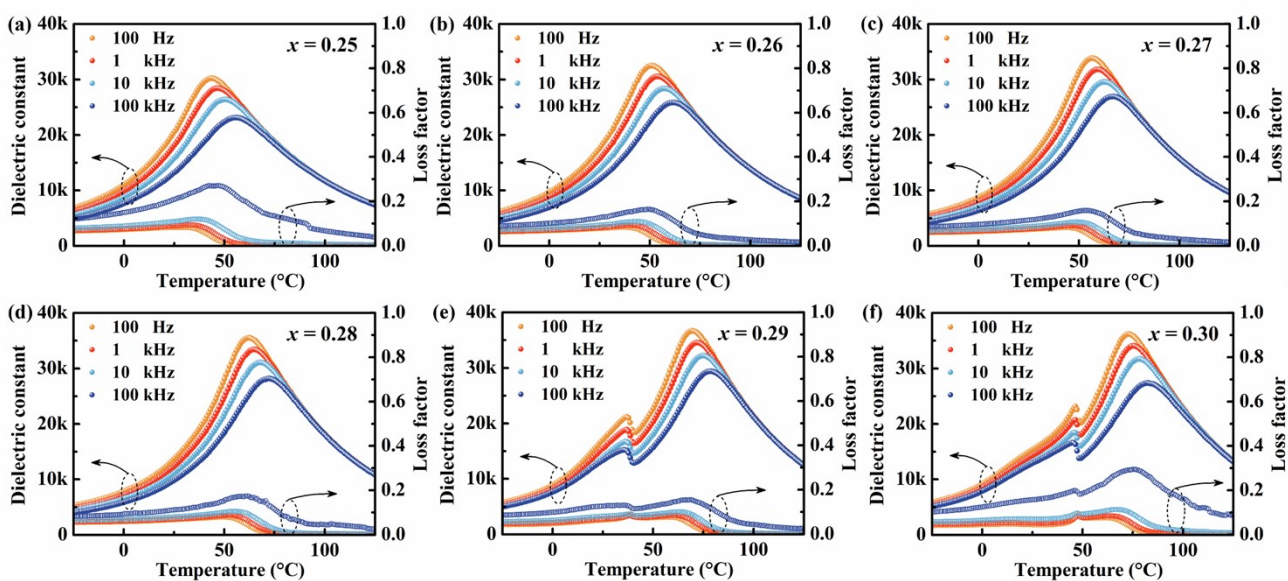 (a)
x = 0.25
100 Hz
1 kHz
10 kHz
100 kHz
40k
30k
20k
10k
0
Dielectric constant
1.0
0.8
0.6
0.4
0.2
0.0
Loss factor
0
50
100
Temperature (°C)
(b)
x = 0.26
100 Hz
1 kHz
10 kHz
100 kHz
40k
30k
20k
10k
0
Dielectric constant
1.0
0.8
0.6
0.4
0.2
0.0
Loss factor
0
50
100
Temperature (°C)
(c)
x = 0.27
100 Hz
1 kHz
10 kHz
100 kHz
40k
30k
20k
10k
0
Dielectric constant
1.0
0.8
0.6
0.4
0.2
0.0
Loss factor
0
50
100
Temperature (°C)
(d)
x = 0.28
100 Hz
1 kHz
10 kHz
100 kHz
40k
30k
20k
10k
0
Dielectric constant
1.0
0.8
0.6
0.4
0.2
0.0
Loss factor
0
50
100
Temperature (°C)
(e)
x = 0.29
100 Hz
1 kHz
10 kHz
100 kHz
40k
30k
20k
10k
0
Dielectric constant
1.0
0.8
0.6
0.4
0.2
0.0
Loss factor
0
50
100
Temperature (°C)
(f)
x = 0.30
100 Hz
1 kHz
10 kHz
100 kHz
40k
30k
20k
10k
0
Dielectric constant
1.0
0.8
0.6
0.4
0.2
0.0
Loss factor
0
50
100
Temperature (°C)